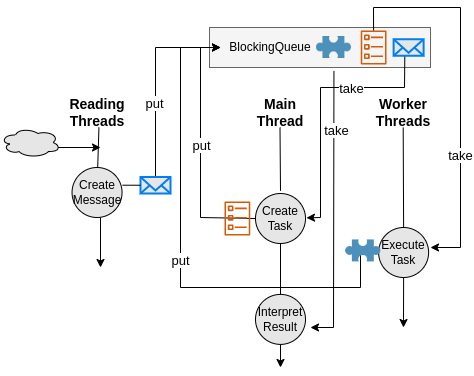 BlockingQueue
Reading
Threads
put
Main
Thread
take
Worker
Threads
put
take
take
Create
Message
Create
Task
Execute
Task
put
Interpret
Result